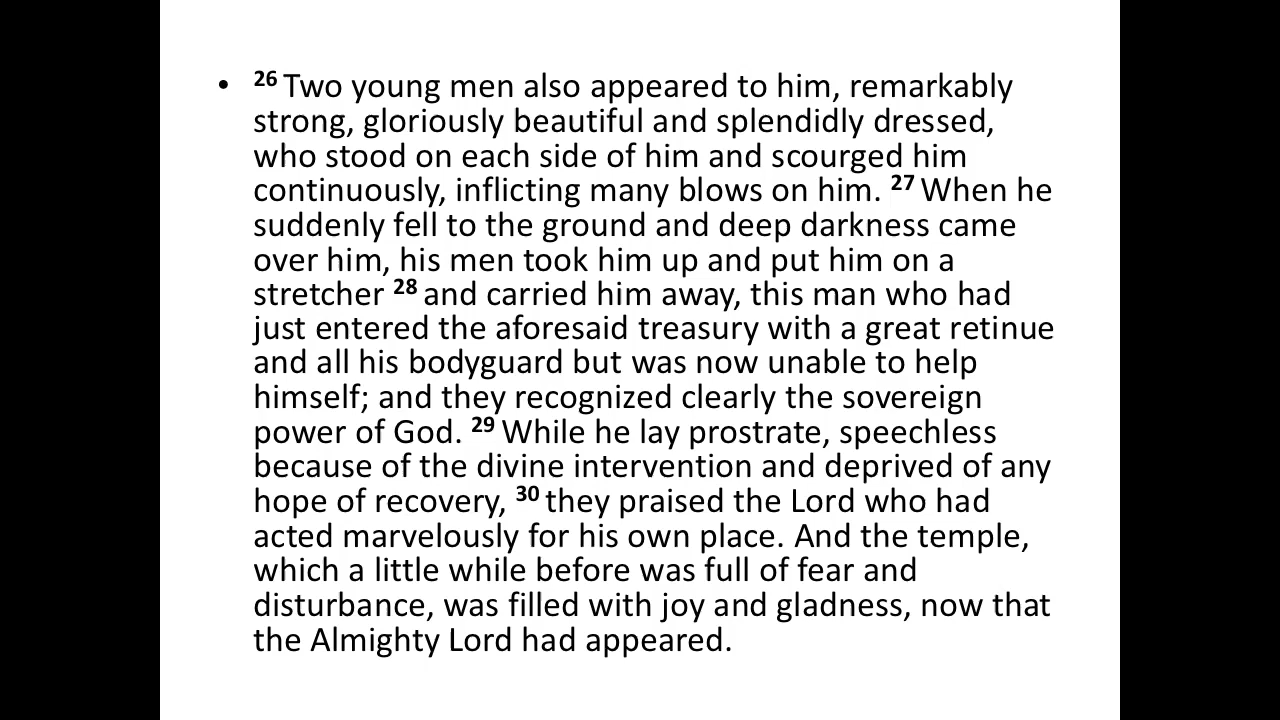 • 26 Two young men also appeared to him, remarkably
strong, gloriously beautiful and splendidly dressed,
who stood on each side of him and scourged him
continuously, inflicting many blows on him. 27 When he
suddenly fell to the ground and deep darkness came
over him, his men took him up and put him on a
stretcher 28 and carried him away, this man who had
just entered the aforesaid treasury with a great retinue
and all his bodyguard but was now unable to help
himself; and they recognized clearly the sovereign
power of God. 29 While he lay prostrate, speechless
because of the divine intervention and deprived of any
hope of recovery, 30 they praised the Lord who had
acted marvelously for his own place. And the temple,
which a little while before was full of fear and
disturbance, was filled with joy and gladness, now that
the Almighty Lord had appeared.